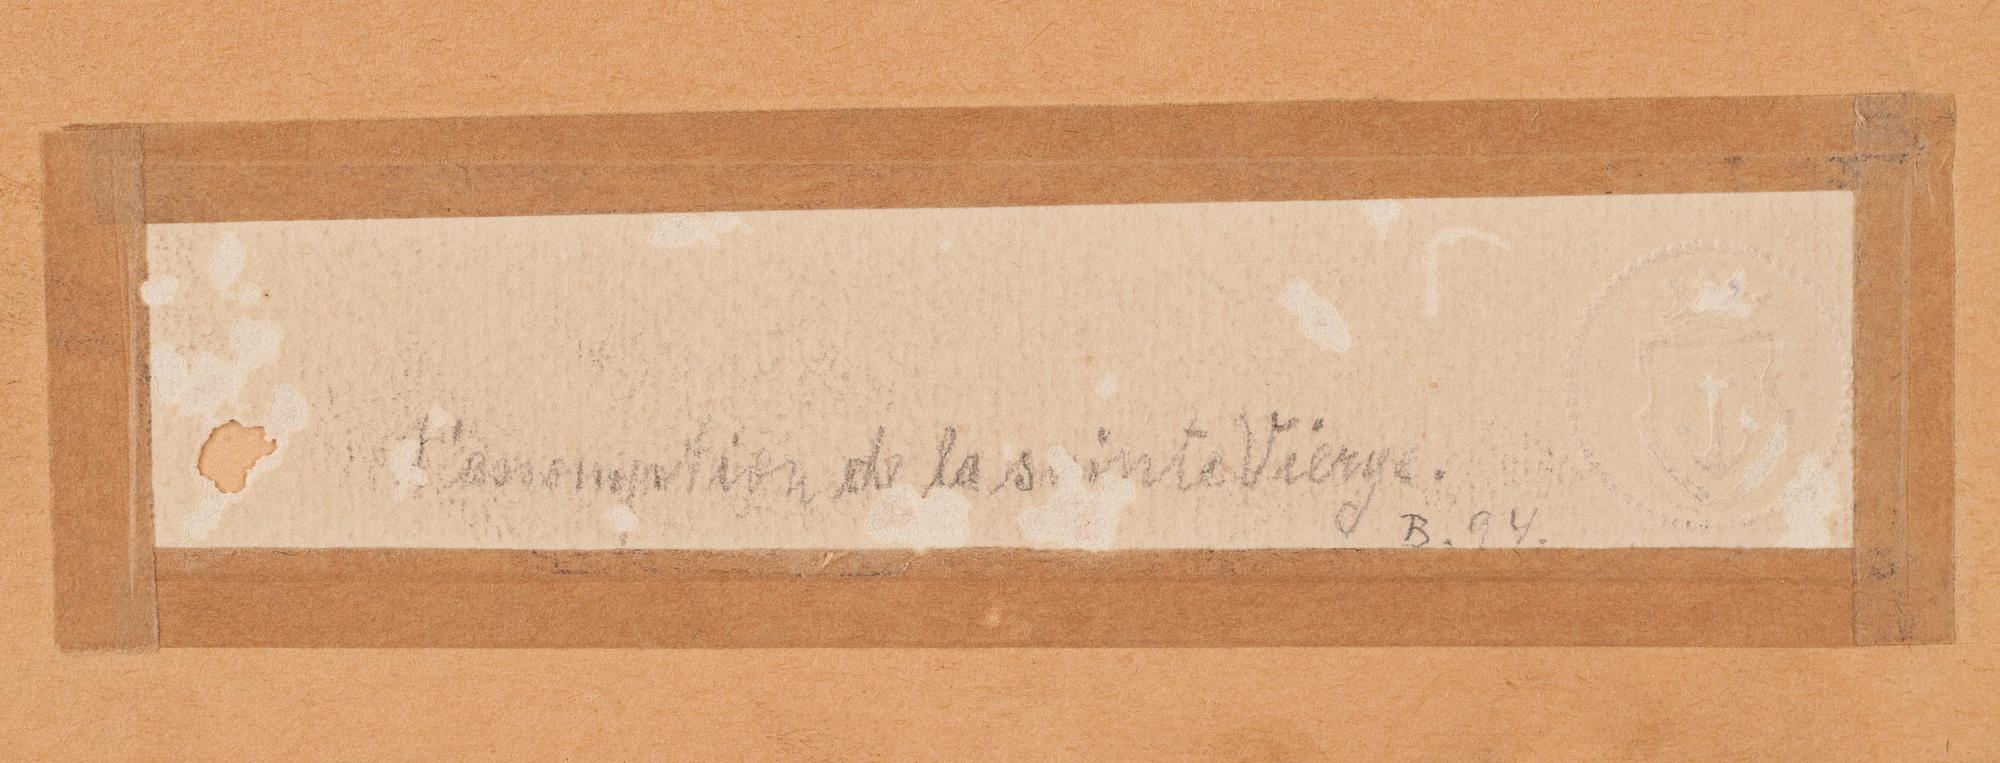 L'assomption de la sainte Vierge.
B. 94.